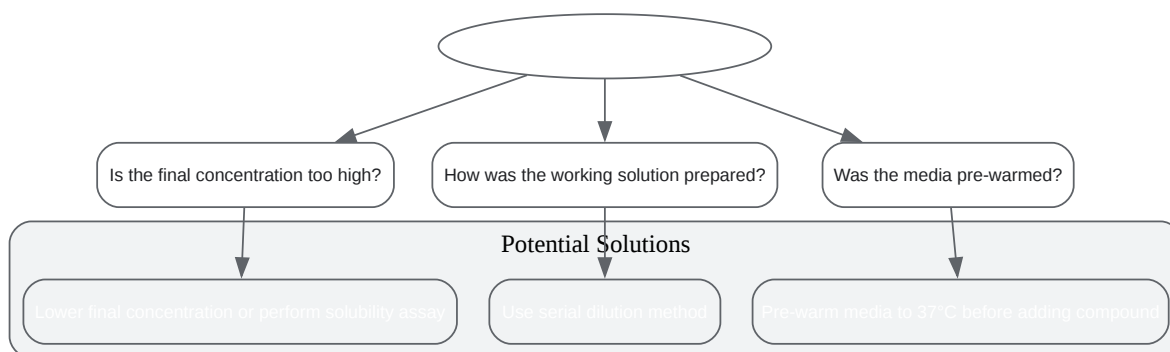 Is the final concentration too high?
How was the working solution prepared?
Was the media pre-warmed?
Potential Solutions
Lower final concentration or perform solubility assay
Use serial dilution method
Pre-warm media to 37°C before adding compound